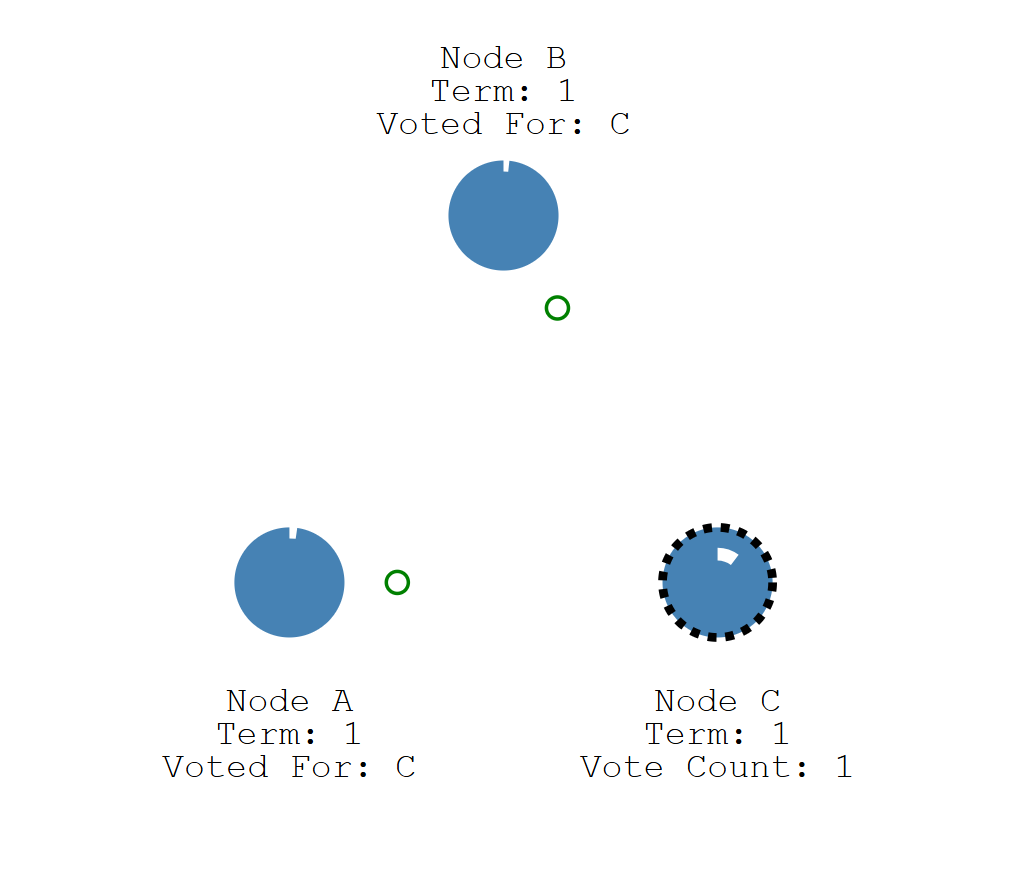 Node B
Term: 1
Voted For: C
Node A
Term: 1
Voted For: C
Node C
Term: 1
Vote Count: 1